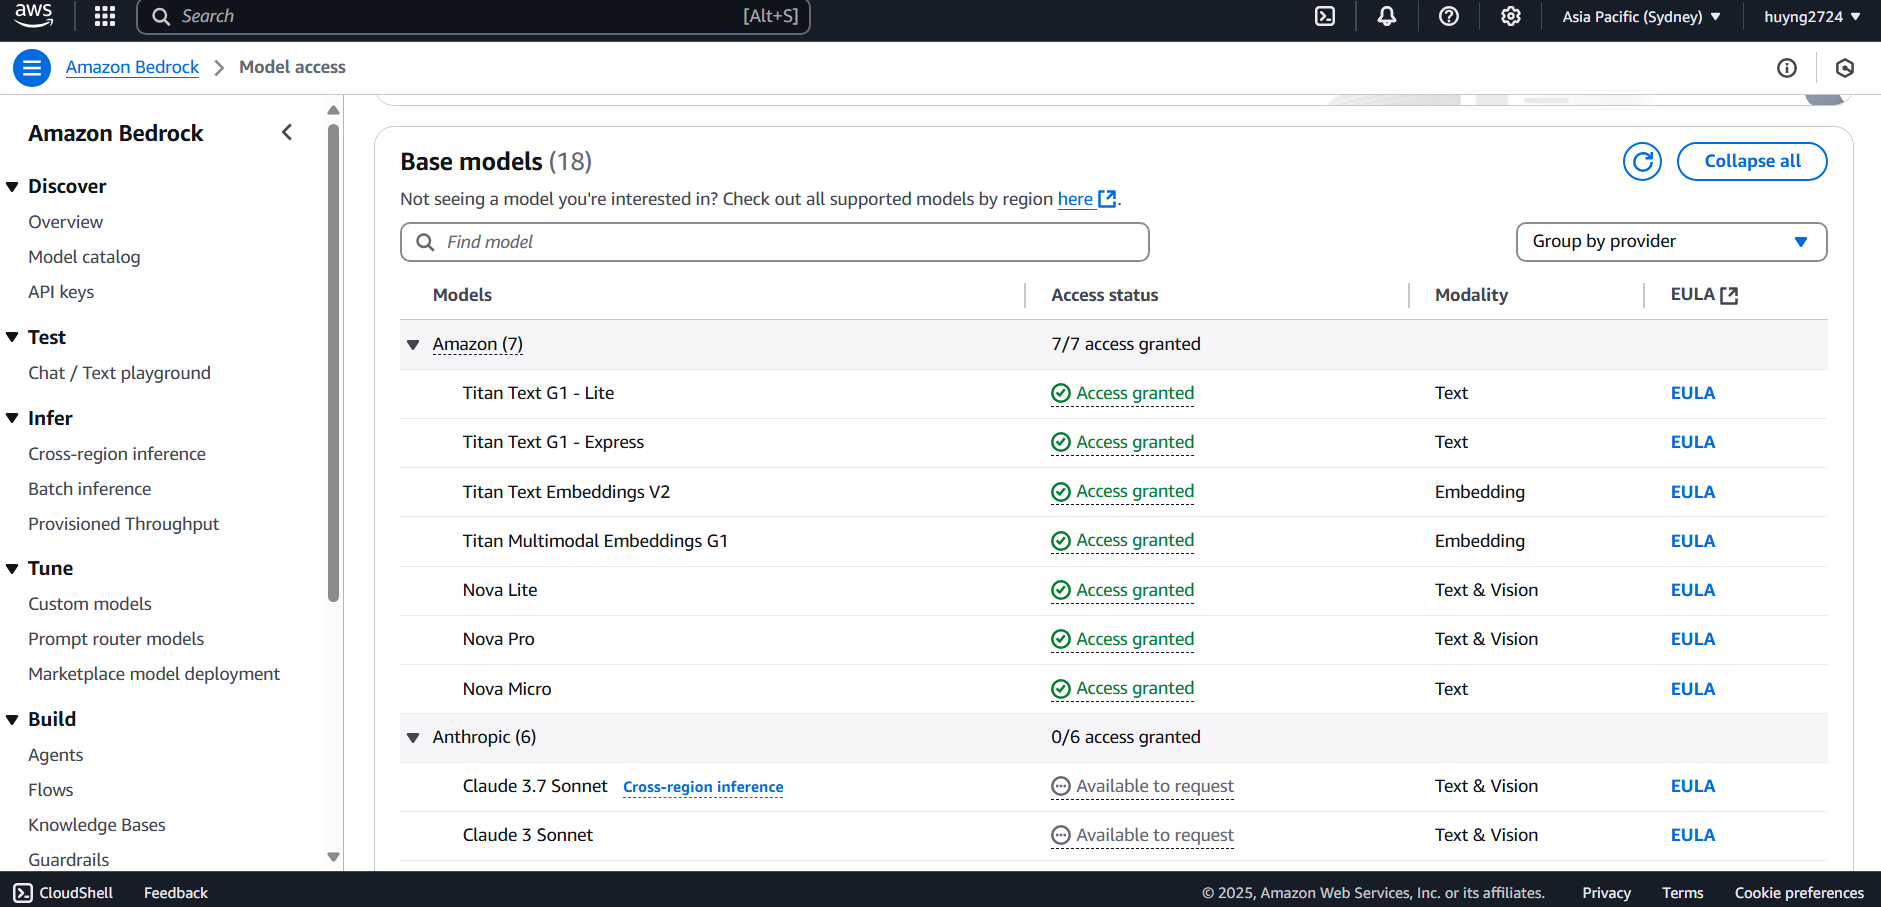 aws
Search [Alt+S]
Asia Pacific (Sydney)
huyng2724
Amazon Bedrock
Model access
Amazon Bedrock
Discover
Overview
Model catalog
API keys
Test
Chat / Text playground
Infer
Cross-region inference
Batch inference
Provisioned Throughput
Tune
Custom models
Prompt router models
Marketplace model deployment
Build
Agents
Flows
Knowledge Bases
Guardrails
Base models (18)
Collapse all
Not seeing a model you're interested in? Check out all supported models by region here.
Find model
Group by provider
Models Access status Modality EULA
Amazon (7) 7/7 access granted
Titan Text G1 - Lite Access granted Text EULA
Titan Text G1 - Express Access granted Text EULA
Titan Text Embeddings V2 Access granted Embedding EULA
Titan Multimodal Embeddings G1 Access granted Embedding EULA
Nova Lite Access granted Text & Vision EULA
Nova Pro Access granted Text & Vision EULA
Nova Micro Access granted Text EULA
Anthropic (6) 0/6 access granted
Claude 3.7 Sonnet Cross-region inference Available to request Text & Vision EULA
Claude 3 Sonnet Available to request Text & Vision EULA
CloudShell Feedback © 2025, Amazon Web Services, Inc. or its affiliates. Privacy Terms Cookie preferences